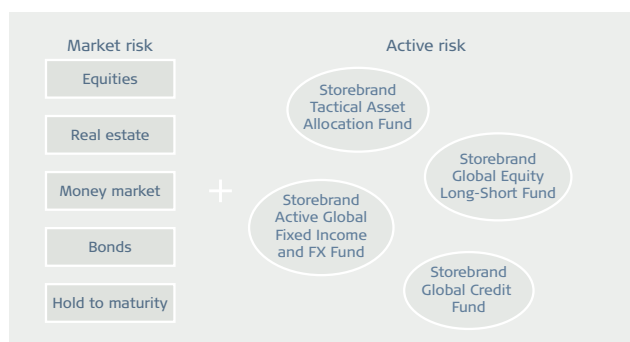 Market risk
Equities
Real estate
Money market
Bonds
Hold to maturity
+
Active risk
Storebrand
Tactical Asset
Allocation Fund
Storebrand
Global Equity
Long-Short Fund
Storebrand
Active Global
Fixed Income
and FX Fund
Storebrand
Global Credit
Fund